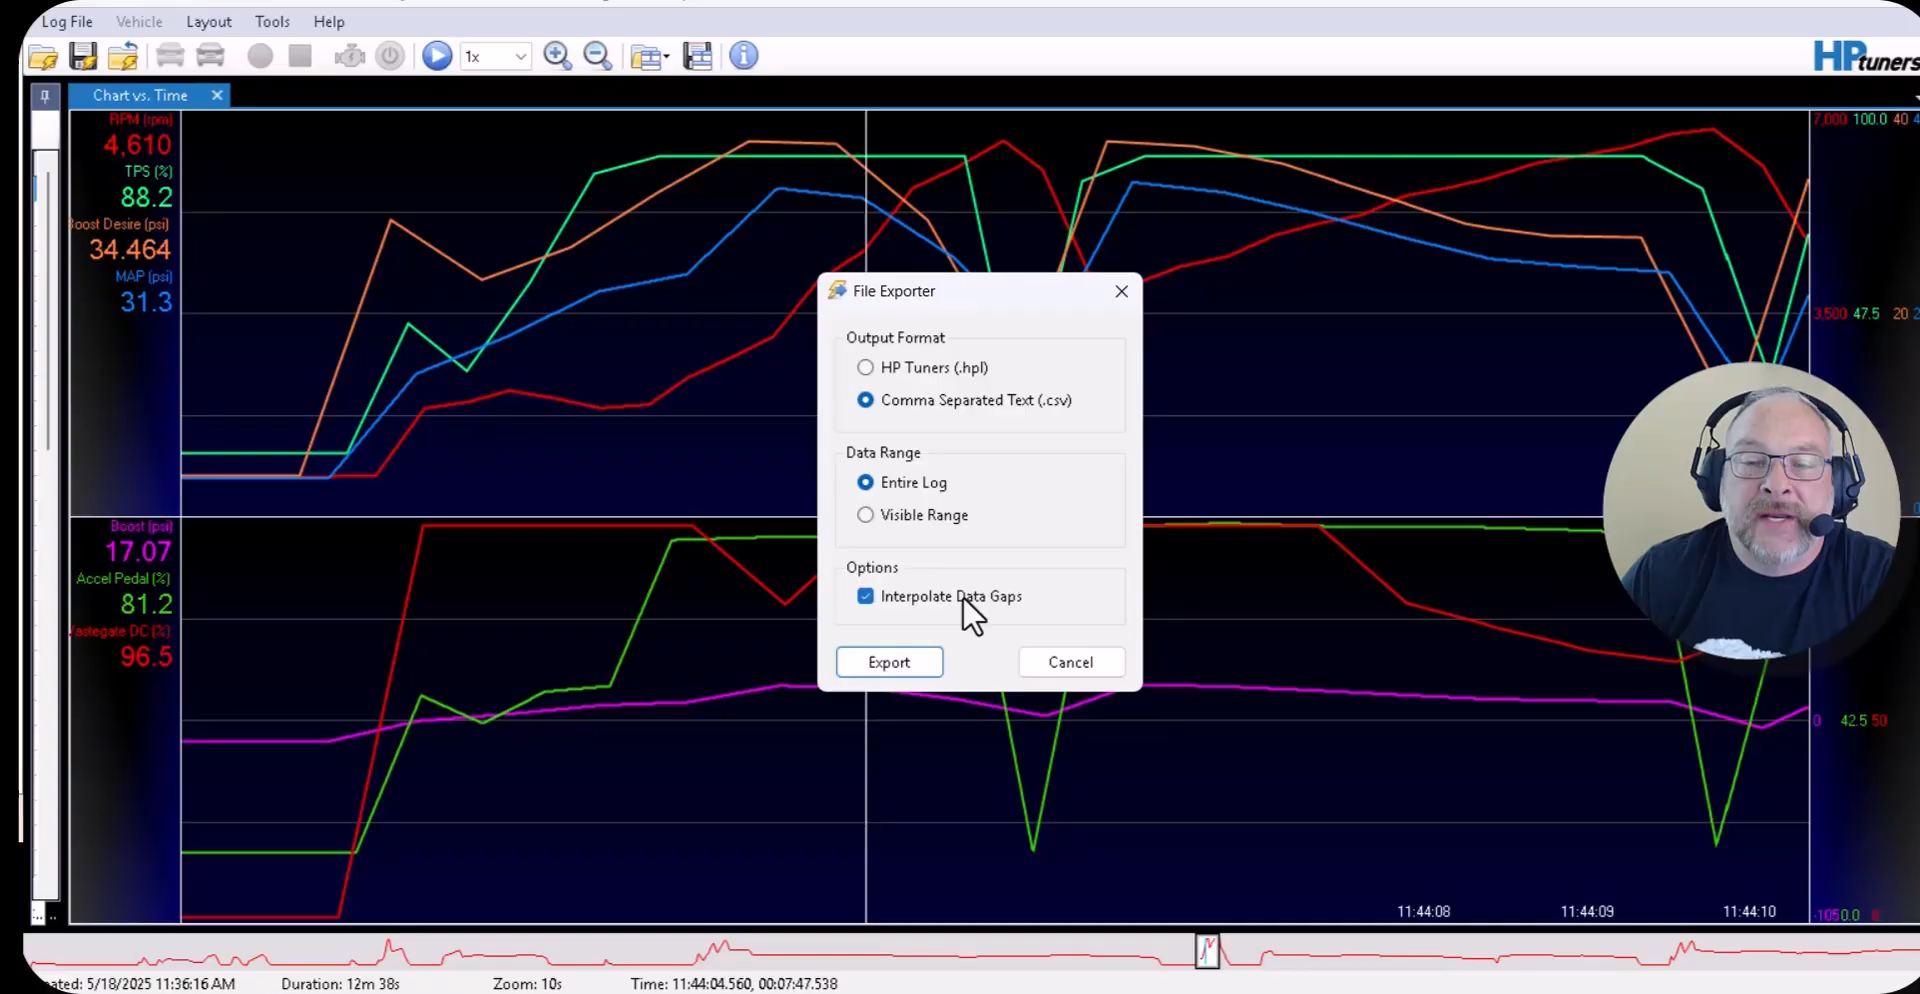 Log File Vehicle Layout Tools Help
1x
HPtuners
Chart vs. Time
RPM (rpm)
4,610
TPS (%)
88.2
Boost Desire (psi)
34.464
MAP (psi)
31.3
7,000 100.0 40
3,500 47.5 20
File Exporter
Output Format
HP Tuners (.hpl)
Comma Separated Text (.csv)
Data Range
Entire Log
Visible Range
Options
Interpolate Data Gaps
Export Cancel
Boost (psi)
17.07
Accel Pedal (%)
81.2
Wastegate DC (%)
96.5
0 42.5 50
11:44:08 11:44:09 11:44:10
ated: 5/18/2025 11:36:16 AM Duration: 12m 38s Zoom: 10s Time: 11:44:04.560, 00:07:47.538